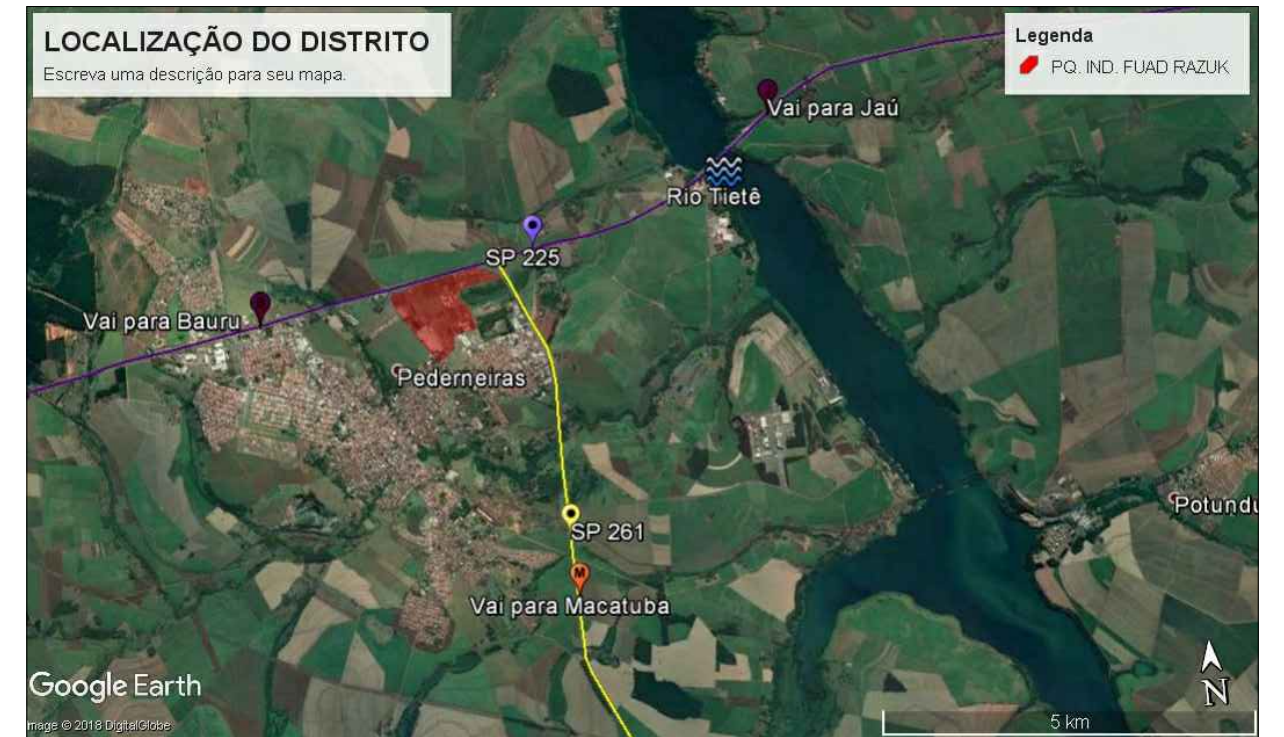 LOCALIZAÇÃO DO DISTRITO
Escreva uma descrição para seu mapa.
Legenda
PQ. IND. FUAD RAZUK
Vai para Jaú
Rio Tietê
SP 225
Vai para Bauru
Pederneiras
Potundu
SP 261
M
Vai para Macatuba
Google Earth
N
mage © 2018 DigitalGlobe
5 km